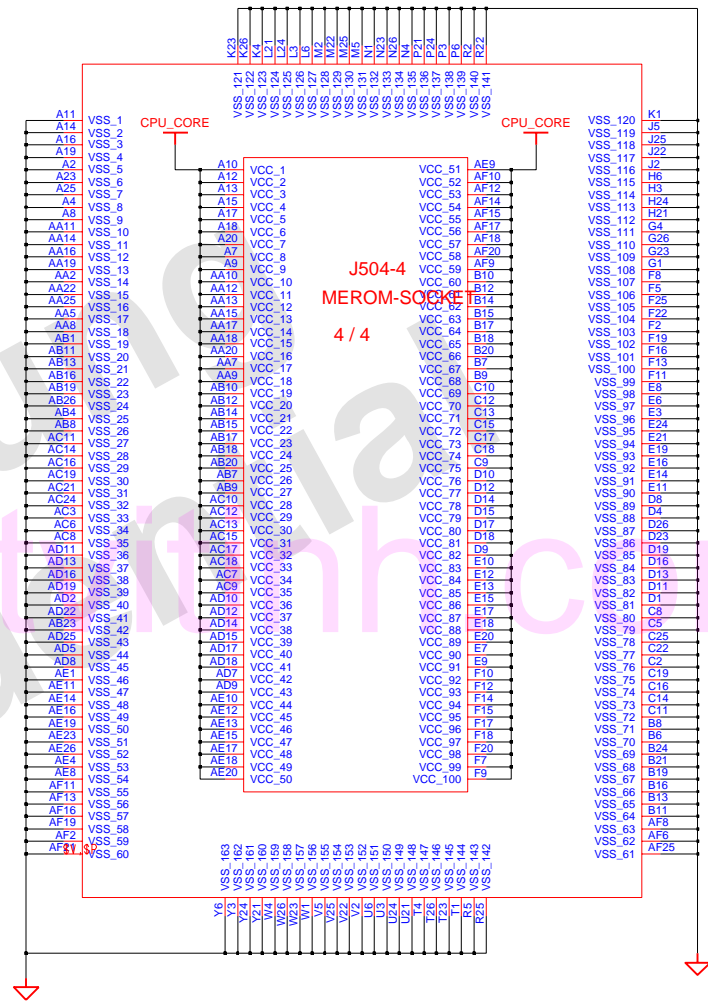 K23 VSS_121
K26 VSS_122
K4 VSS_123
L21 VSS_124
L24 VSS_125
L3 VSS_126
L6 VSS_127
M2 VSS_128
M22 VSS_129
M25 VSS_130
M5 VSS_131
N1 VSS_132
N23 VSS_133
N26 VSS_134
N4 VSS_135
P21 VSS_136
P24 VSS_137
P3 VSS_138
P6 VSS_139
R2 VSS_140
R22 VSS_141
A11 VSS_1
A14 VSS_2
A16 VSS_3
A19 VSS_4
A2 VSS_5
A23 VSS_6
A25 VSS_7
A4 VSS_8
A8 VSS_9
AA11 VSS_10
AA14 VSS_11
AA16 VSS_12
AA19 VSS_13
AA2 VSS_14
AA22 VSS_15
AA25 VSS_16
AA5 VSS_17
AA8 VSS_18
AB1 VSS_19
AB11 VSS_20
AB13 VSS_21
AB16 VSS_22
AB19 VSS_23
AB26 VSS_24
AB4 VSS_25
AB8 VSS_26
AC11 VSS_27
AC14 VSS_28
AC16 VSS_29
AC19 VSS_30
AC21 VSS_31
AC24 VSS_32
AC3 VSS_33
AC6 VSS_34
AC8 VSS_35
AD11 VSS_36
AD13 VSS_37
AD16 VSS_38
AD19 VSS_39
AD2 VSS_40
AD22 VSS_41
AB23 VSS_42
AD25 VSS_43
AD5 VSS_44
AD8 VSS_45
AE1 VSS_46
AE11 VSS_47
AE14 VSS_48
AE16 VSS_49
AE19 VSS_50
AE23 VSS_51
AE26 VSS_52
AE4 VSS_53
AE8 VSS_54
AF11 VSS_55
AF13 VSS_56
AF16 VSS_57
AF19 VSS_58
AF2 VSS_59
AF21 VSS_60
CPU_CORE
A10 VCC_1
A12 VCC_2
A13 VCC_3
A15 VCC_4
A17 VCC_5
A18 VCC_6
A20 VCC_7
A7 VCC_8
A9 VCC_9
AA10 VCC_10
AA12 VCC_11
AA13 VCC_12
AA15 VCC_13
AA17 VCC_14
AA18 VCC_15
AA20 VCC_16
AA7 VCC_17
AA9 VCC_18
AB10 VCC_19
AB12 VCC_20
AB14 VCC_21
AB15 VCC_22
AB17 VCC_23
AB18 VCC_24
AB20 VCC_25
AB7 VCC_26
AB9 VCC_27
AC10 VCC_28
AC12 VCC_29
AC13 VCC_30
AC15 VCC_31
AC17 VCC_32
AC18 VCC_33
AC7 VCC_34
AC9 VCC_35
AD10 VCC_36
AD12 VCC_37
AD14 VCC_38
AD15 VCC_39
AD17 VCC_40
AD18 VCC_41
AD7 VCC_42
AD9 VCC_43
AE10 VCC_44
AE12 VCC_45
AE13 VCC_46
AE15 VCC_47
AE17 VCC_48
AE18 VCC_49
AE20 VCC_50
J504-4
MEROM-SOCKET
4 / 4
CPU_CORE
VCC_51 AE9
VCC_52 AF10
VCC_53 AF12
VCC_54 AF14
VCC_55 AF15
VCC_56 AF17
VCC_57 AF18
VCC_58 AF20
VCC_59 AF9
VCC_60 B10
VCC_61 B12
VCC_62 B14
VCC_63 B15
VCC_64 B17
VCC_65 B18
VCC_66 B20
VCC_67 B7
VCC_68 B9
VCC_69 C10
VCC_70 C12
VCC_71 C13
VCC_72 C15
VCC_73 C17
VCC_74 C18
VCC_75 C9
VCC_76 D10
VCC_77 D12
VCC_78 D14
VCC_79 D15
VCC_80 D17
VCC_81 D18
VCC_82 D9
VCC_83 E10
VCC_84 E12
VCC_85 E13
VCC_86 E15
VCC_87 E17
VCC_88 E18
VCC_89 E20
VCC_90 E7
VCC_91 E9
VCC_92 F10
VCC_93 F12
VCC_94 F14
VCC_95 F15
VCC_96 F17
VCC_97 F18
VCC_98 F20
VCC_99 F7
VCC_100 F9
VSS_120 K1
VSS_119 J5
VSS_118 J25
VSS_117 J22
VSS_116 J2
VSS_115 H6
VSS_114 H3
VSS_113 H24
VSS_112 H21
VSS_111 G4
VSS_110 G26
VSS_109 G23
VSS_108 G1
VSS_107 F8
VSS_106 F5
VSS_105 F25
VSS_104 F22
VSS_103 F2
VSS_102 F19
VSS_101 F16
VSS_100 F13
VSS_99 F11
VSS_98 E8
VSS_97 E6
VSS_96 E3
VSS_95 E24
VSS_94 E21
VSS_93 E19
VSS_92 E16
VSS_91 E14
VSS_90 E11
VSS_89 D8
VSS_88 D4
VSS_87 D26
VSS_86 D23
VSS_85 D19
VSS_84 D16
VSS_83 D13
VSS_82 D11
VSS_81 D1
VSS_80 C8
VSS_79 C5
VSS_78 C25
VSS_77 C22
VSS_76 C2
VSS_75 C19
VSS_74 C16
VSS_73 C14
VSS_72 C11
VSS_71 B8
VSS_70 B6
VSS_69 B24
VSS_68 B21
VSS_67 B19
VSS_66 B16
VSS_65 B13
VSS_64 B11
VSS_63 AF8
VSS_62 AF6
VSS_61 AF25
VSS_163 Y6
VSS_162 Y3
VSS_161 Y24
VSS_160 Y21
VSS_159 W4
VSS_158 W26
VSS_157 W23
VSS_156 W1
VSS_155 V5
VSS_154 V25
VSS_153 V22
VSS_152 V2
VSS_151 U6
VSS_150 U3
VSS_149 U24
VSS_148 U21
VSS_147 T4
VSS_146 T26
VSS_145 T23
VSS_144 T1
VSS_143 R5
VSS_142 R25